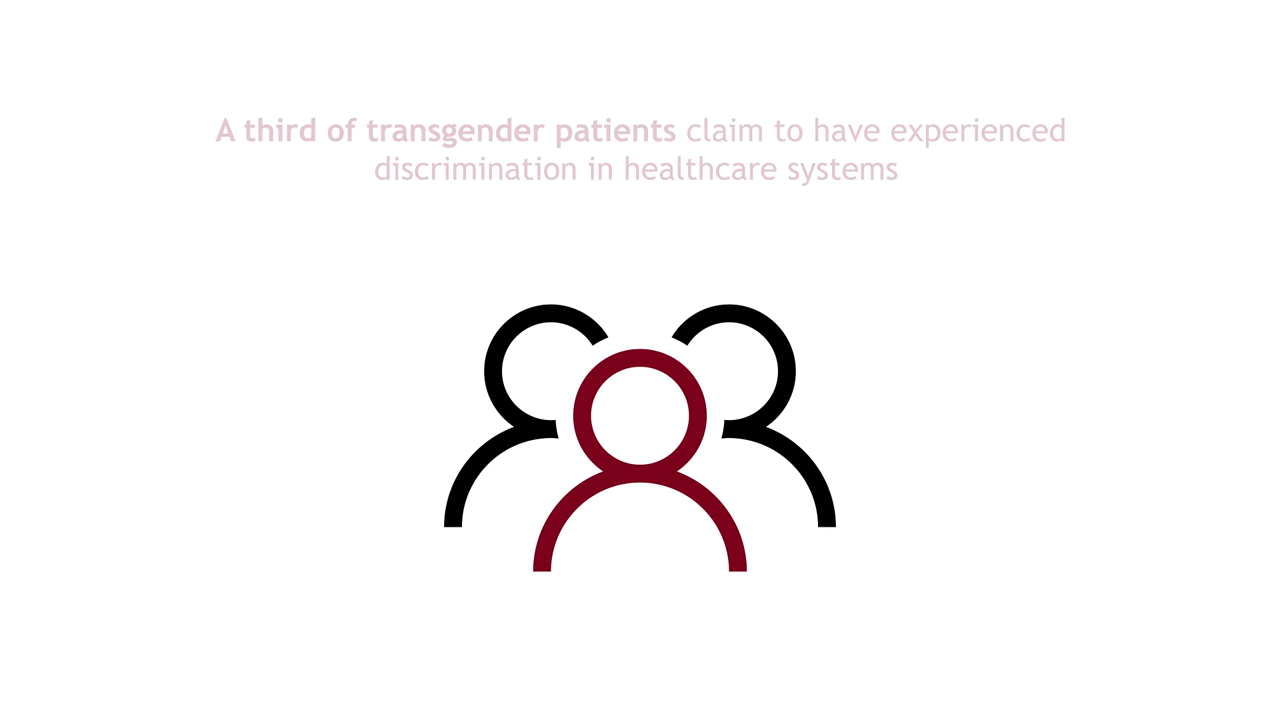 A third of transgender patients claim to have experienced
discrimination in healthcare systems